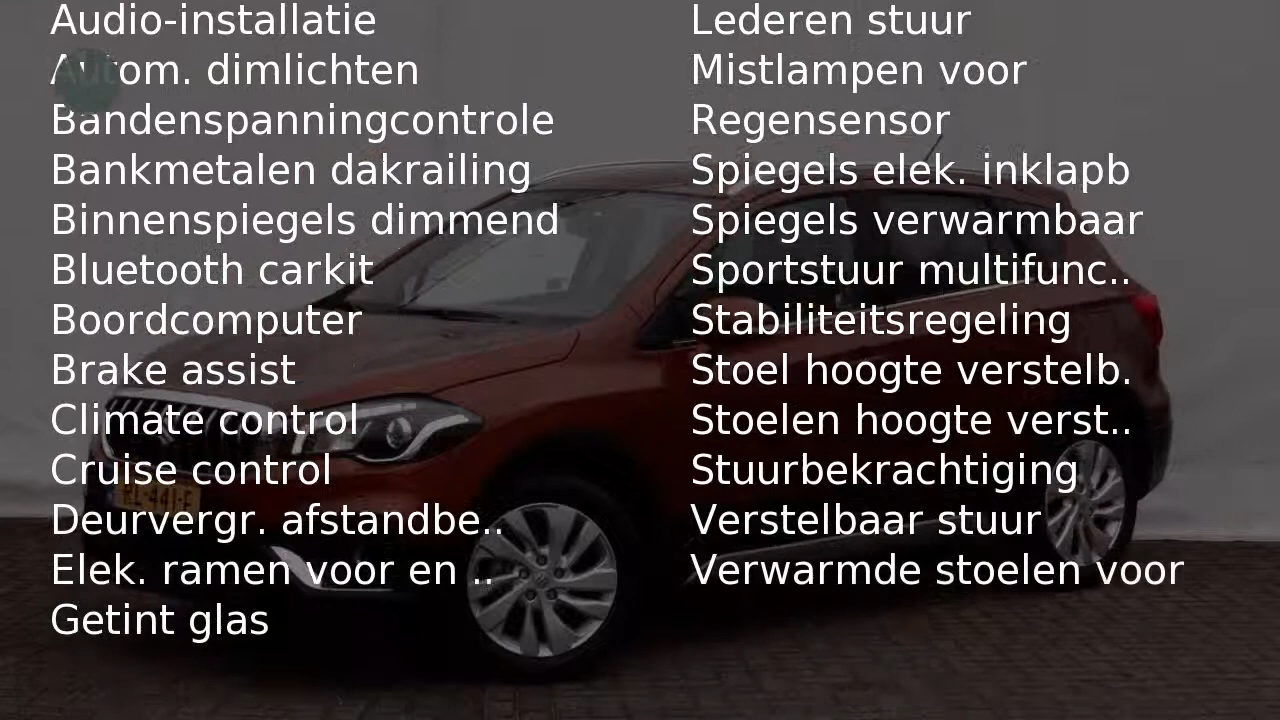 Audio-installatie
Autom. dimlichten
Bandenspanningcontrole
Bankmetalen dakrailing
Binnenspiegels dimmend
Bluetooth carkit
Boordcomputer
Brake assist
Climate control
Cruise control
Deurvergr. afstandbe..
Elek. ramen voor en ..
Getint glas
Lederen stuur
Mistlampen voor
Regensensor
Spiegels elek. inklapb
Spiegels verwarmbaar
Sportstuur multifunc..
Stabiliteitsregeling
Stoel hoogte verstelb.
Stoelen hoogte verst..
Stuurbekrachtiging
Verstelbaar stuur
Verwarmde stoelen voor